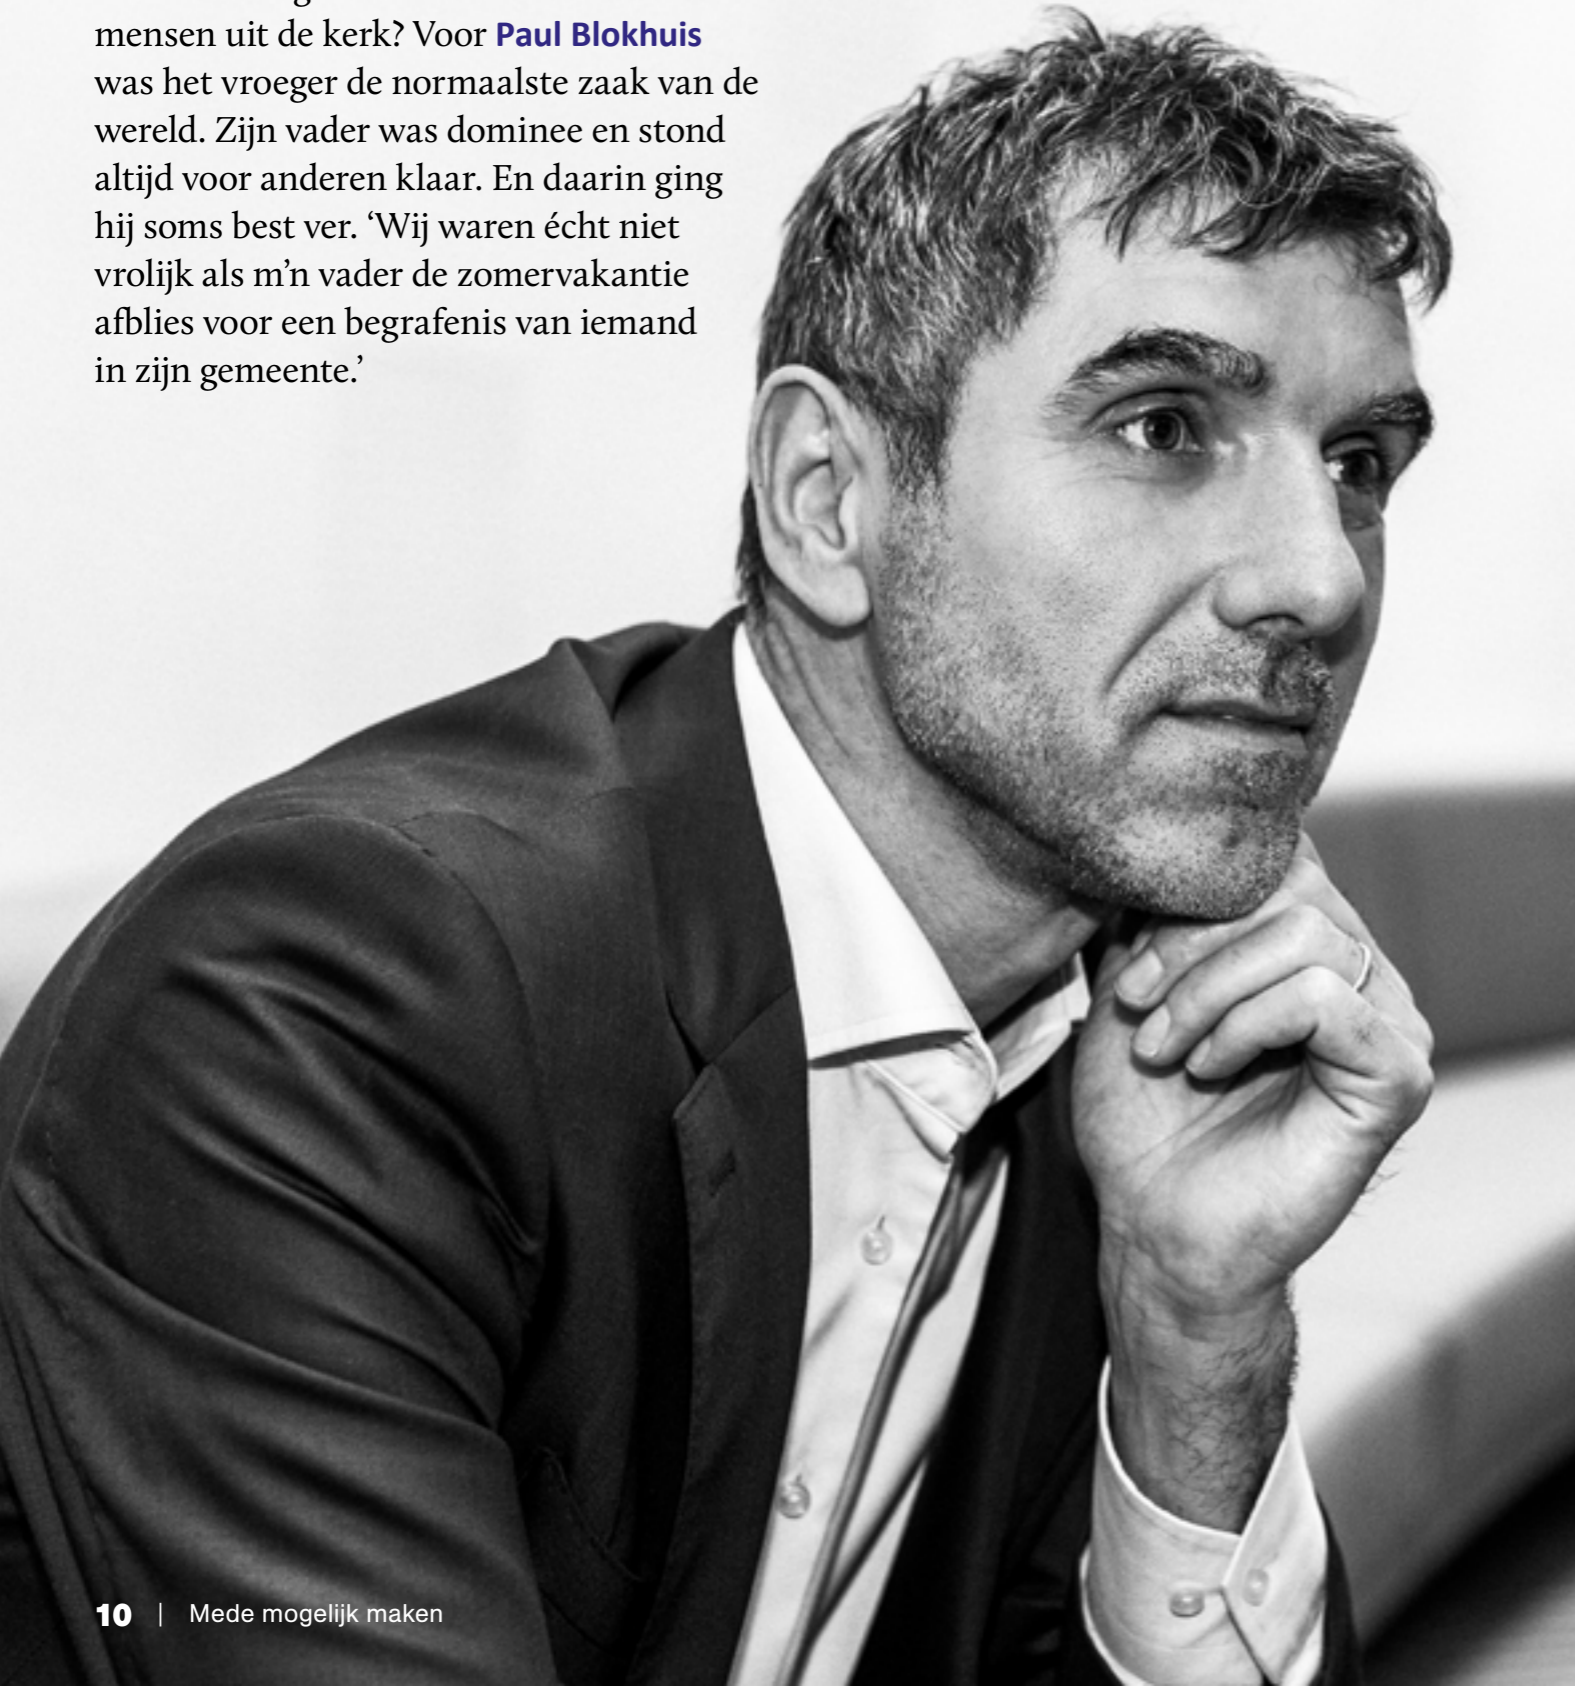 mensen uit de kerk? Voor Paul Blokhuis
was het vroeger de normaalste zaak van de
wereld. Zijn vader was dominee en stond
altijd voor anderen klaar. En daarin ging
hij soms best ver. ‘Wij waren écht niet
vrolijk als m’n vader de zomervakantie
afblies voor een begrafenis van iemand
in zijn gemeente.’
10 | Mede mogelijk maken